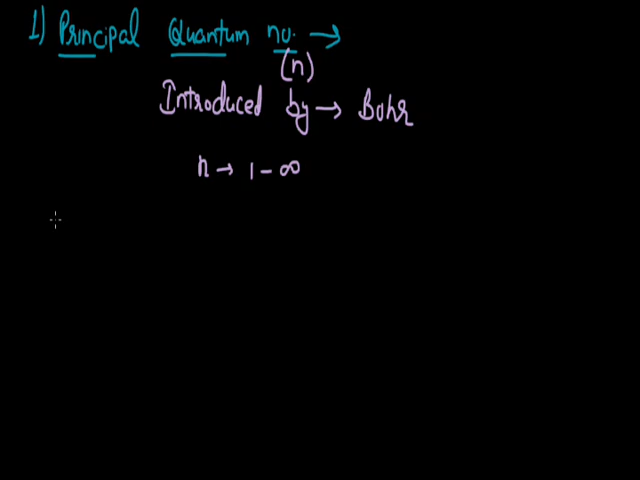 1) Principal Quantum no. →
(n)
Introduced by → Bohr
n → 1 - ∞